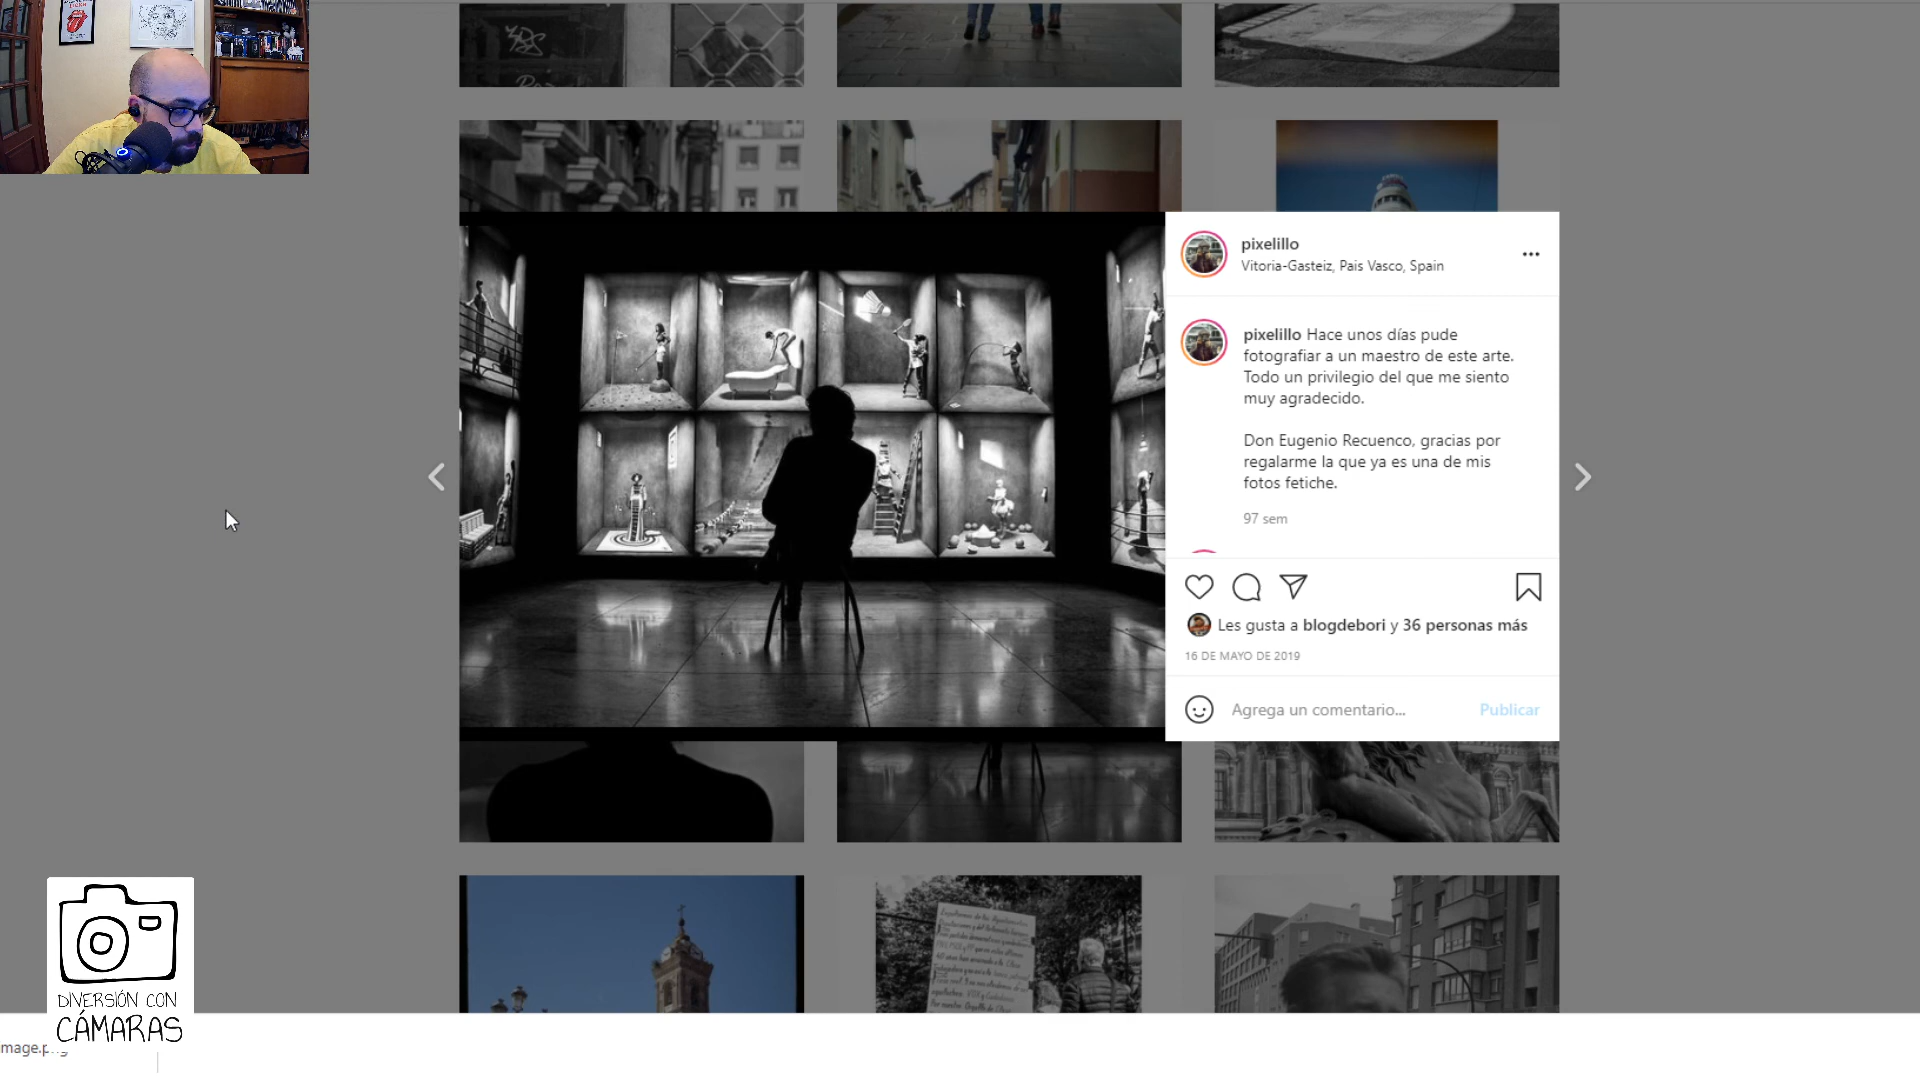 pixelillo
Vitoria-Gasteiz, Pais Vasco, Spain
pixelillo Hace unos días pude
fotografiar a un maestro de este arte.
Todo un privilegio del que me siento
muy agradecido.
Don Eugenio Recuenco, gracias por
regalarme la que ya es una de mis
fotos fetiche.
97 sem
Les gusta a blogdebori y 36 personas más
16 DE MAYO DE 2019
Agrega un comentario...
Publicar
DIVERSIÓN CON
CÁMARAS